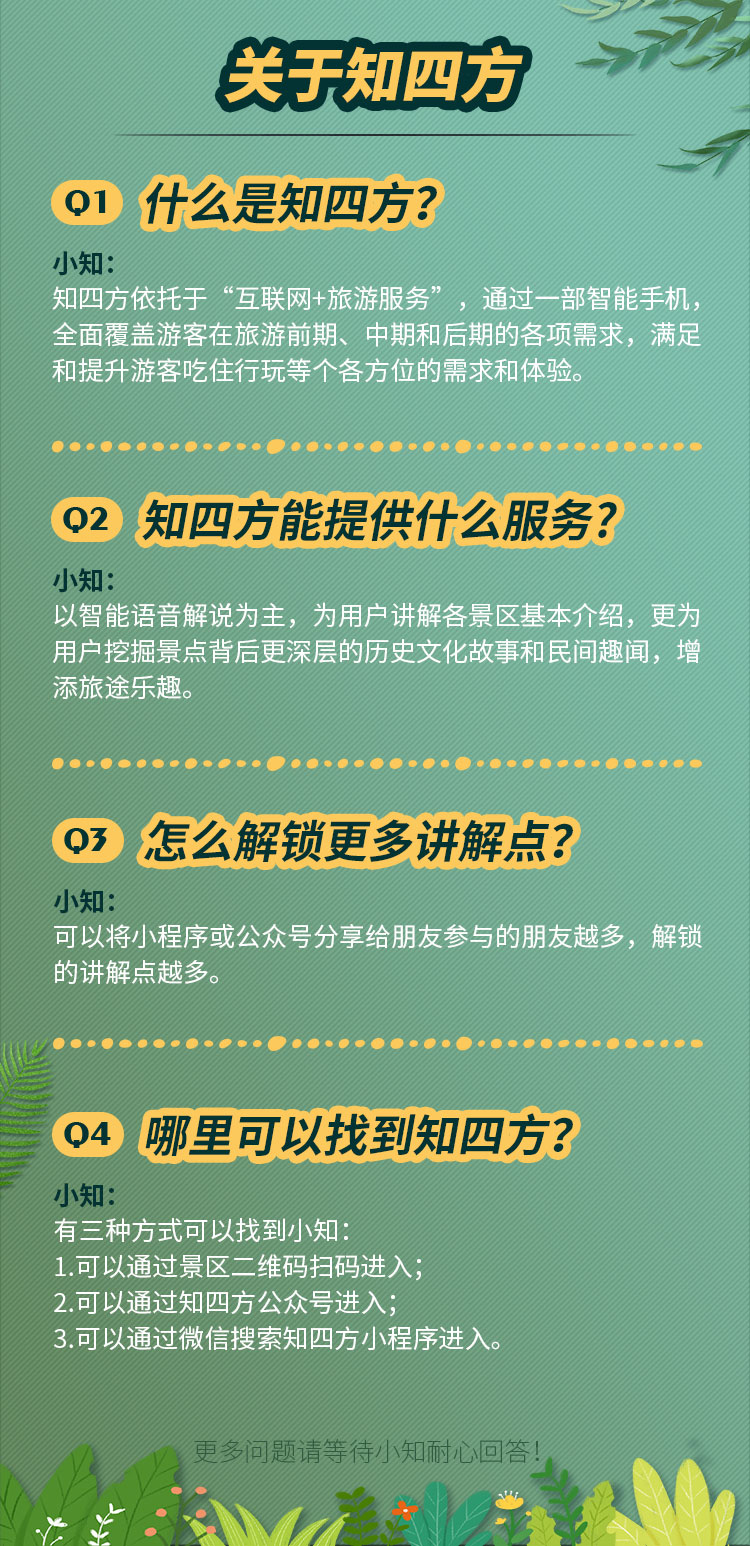 关于知四方
Q1 什么是知四方?
小知：
知四方依托于“互联网+旅游服务”，通过一部智能手机，
全面覆盖游客在旅游前期、中期和后期的各项需求，满足
和提升游客吃住行玩等个各方位的需求和体验。
Q2 知四方能提供什么服务?
小知：
以智能语音解说为主，为用户讲解各景区基本介绍，更为
用户挖掘景点背后更深层的历史文化故事和民间趣闻，增
添旅途乐趣。
Q3 怎么解锁更多讲解点?
小知：
可以将小程序或公众号分享给朋友参与的朋友越多，解锁
的讲解点越多。
Q4 哪里可以找到知四方?
小知：
有三种方式可以找到小知：
1.可以通过景区二维码扫码进入；
2.可以通过知四方公众号进入；
3.可以通过微信搜索知四方小程序进入。
更多问题请等待小知耐心回答！